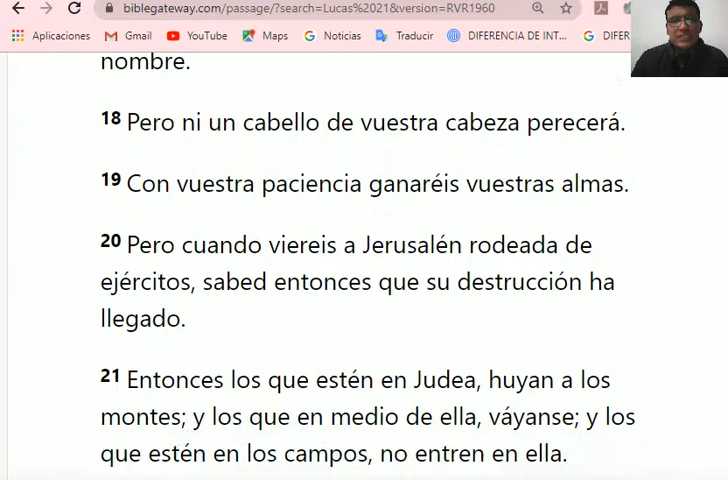 biblegateway.com/passage/?search=Lucas%2021&version=RVR1960
Aplicaciones Gmail YouTube Maps Noticias Traducir DIFERENCIA DE INT... DIFER
nombre.
18 Pero ni un cabello de vuestra cabeza perecerá.
19 Con vuestra paciencia ganaréis vuestras almas.
20 Pero cuando viereis a Jerusalén rodeada de
ejércitos, sabed entonces que su destrucción ha
llegado.
21 Entonces los que estén en Judea, huyan a los
montes; y los que en medio de ella, váyanse; y los
que estén en los campos, no entren en ella.